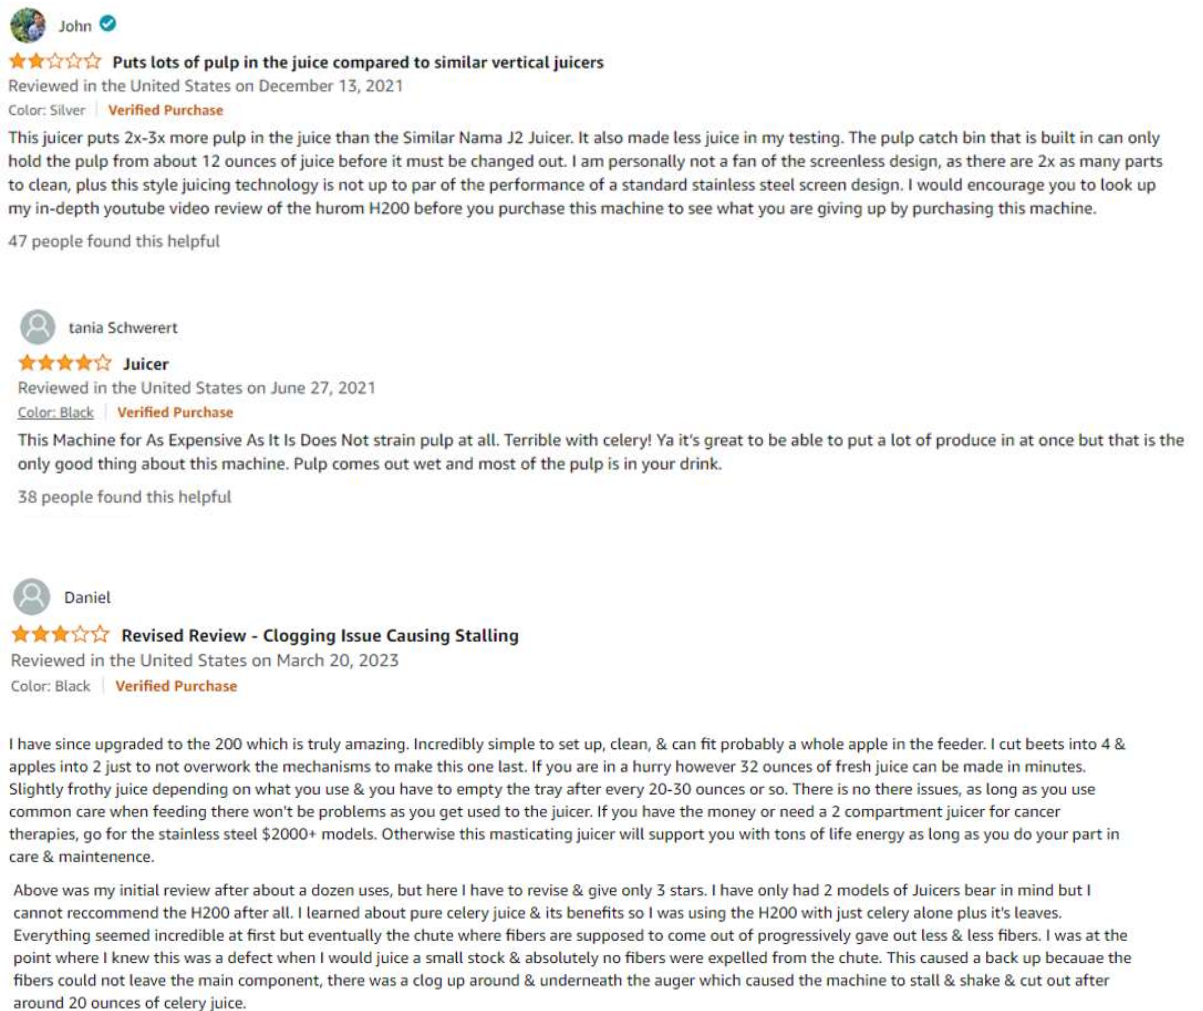 John
Puts lots of pulp in the juice compared to similar vertical juicers
Reviewed in the United States on December 13, 2021
Color: Silver Verified Purchase
This juicer puts 2x-3x more pulp in the juice than the Similar Nama J2 Juicer. It also made less juice in my testing. The pulp catch bin that is built in can only
hold the pulp from about 12 ounces of juice before it must be changed out. I am personally not a fan of the screenless design, as there are 2x as many parts
to clean, plus this style juicing technology is not up to par of the performance of a standard stainless steel screen design. I would encourage you to look up
my in-depth youtube video review of the hurom H200 before you purchase this machine to see what you are giving up by purchasing this machine.
47 people found this helpful
tania Schwerert
Juicer
Reviewed in the United States on June 27, 2021
Color: Black Verified Purchase
This Machine for As Expensive As It Is Does Not strain pulp at all. Terrible with celery! Ya it's great to be able to put a lot of produce in at once but that is the
only good thing about this machine. Pulp comes out wet and most of the pulp is in your drink.
38 people found this helpful
Daniel
Revised Review - Clogging Issue Causing Stalling
Reviewed in the United States on March 20, 2023
Color: Black Verified Purchase
I have since upgraded to the 200 which is truly amazing. Incredibly simple to set up, clean, & can fit probably a whole apple in the feeder. I cut beets into 4 &
apples into 2 just to not overwork the mechanisms to make this one last. If you are in a hurry however 32 ounces of fresh juice can be made in minutes.
Slightly frothy juice depending on what you use & you have to empty the tray after every 20-30 ounces or so. There is no there issues, as long as you use
common care when feeding there won't be problems as you get used to the juicer. If you have the money or need a 2 compartment juicer for cancer
therapies, go for the stainless steel $2000+ models. Otherwise this masticating juicer will support you with tons of life energy as long as you do your part in
care & maintenence.
Above was my initial review after about a dozen uses, but here I have to revise & give only 3 stars. I have only had 2 models of Juicers bear in mind but I
cannot reccommend the H200 after all. I learned about pure celery juice & its benefits so I was using the H200 with just celery alone plus it's leaves.
Everything seemed incredible at first but eventually the chute where fibers are supposed to come out of progressively gave out less & less fibers. I was at the
point where I knew this was a defect when I would juice a small stock & absolutely no fibers were expelled from the chute. This caused a back up becauae the
fibers could not leave the main component, there was a clog up around & underneath the auger which caused the machine to stall & shake & cut out after
around 20 ounces of celery juice.